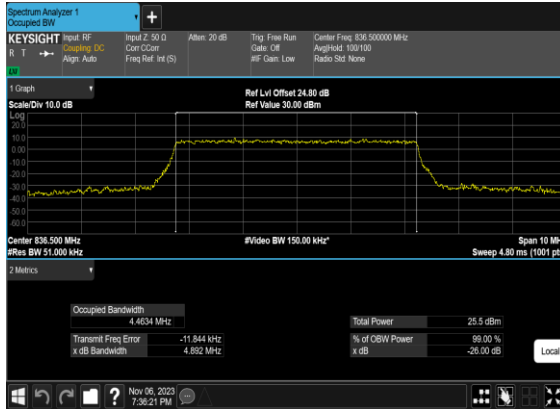 Spectrum Analyzer 1
Occupied BW
KEYSIGHT
R T
LV
Input: RF
Coupling: DC
Align: Auto
Input Z: 50 Ω
Corr CCorr
Freq Ref: Int (S)
Atten: 20 dB
Trig: Free Run
Gate: Off
#IF Gain: Low
Center Freq: 836.500000 MHz
Avg|Hold: 100/100
Radio Std: None
1 Graph
Scale/Div 10.0 dB
Ref Lvl Offset 24.80 dB
Ref Value 30.00 dBm
Log
20.0
10.0
0.00
-10.0
-20.0
-30.0
-40.0
-50.0
-60.0
Center 836.500 MHz
#Res BW 51.000 kHz
#Video BW 150.00 kHz*
Span 10 MH
Sweep 4.80 ms (1001 pt
2 Metrics
Occupied Bandwidth
4.4634 MHz
Transmit Freq Error -11.844 kHz
x dB Bandwidth 4.892 MHz
Total Power 25.5 dBm
% of OBW Power 99.00 %
x dB -26.00 dB
Local
Nov 06, 2023
7:36:21 PM